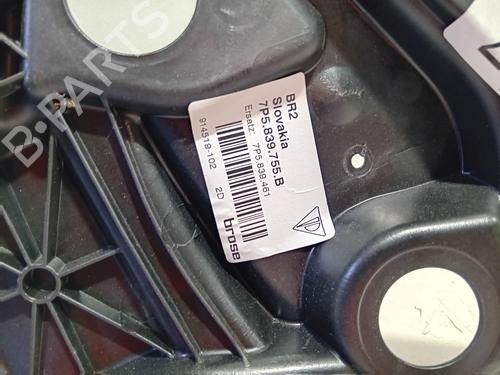 BR2
Slovakia
7P5.839.755.B
Ersatz: 7P5.839.461
914519-102 2D
brose
B-PARTS